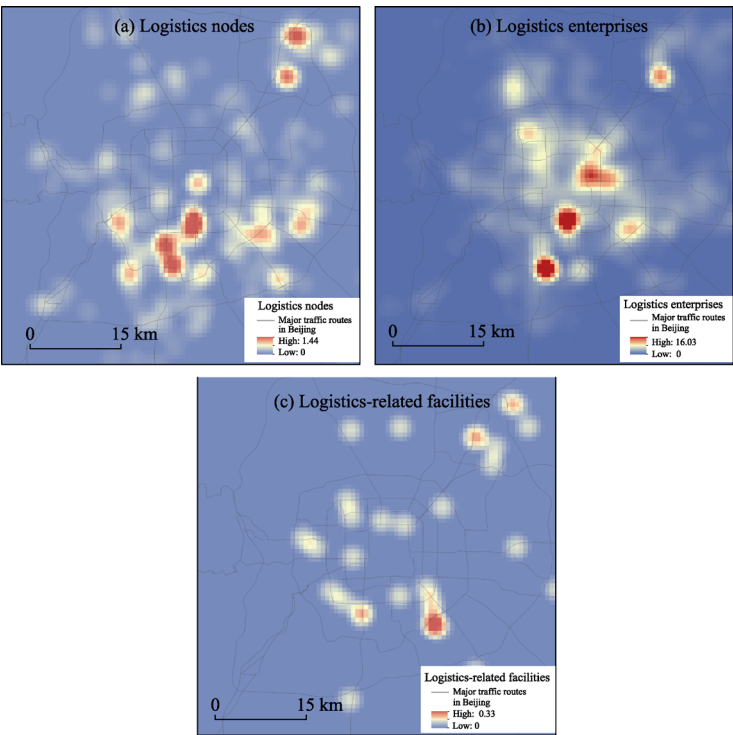 (a) Logistics nodes
Logistics nodes
Major traffic routes
in Beijing
High: 1.44
Low: 0
0 15 km
(b) Logistics enterprises
Logistics enterprises
Major traffic routes
in Beijing
High: 16.03
Low: 0
0 15 km
(c) Logistics-related facilities
Logistics-related facilities
Major traffic routes
in Beijing
High: 0.33
Low: 0
0 15 km